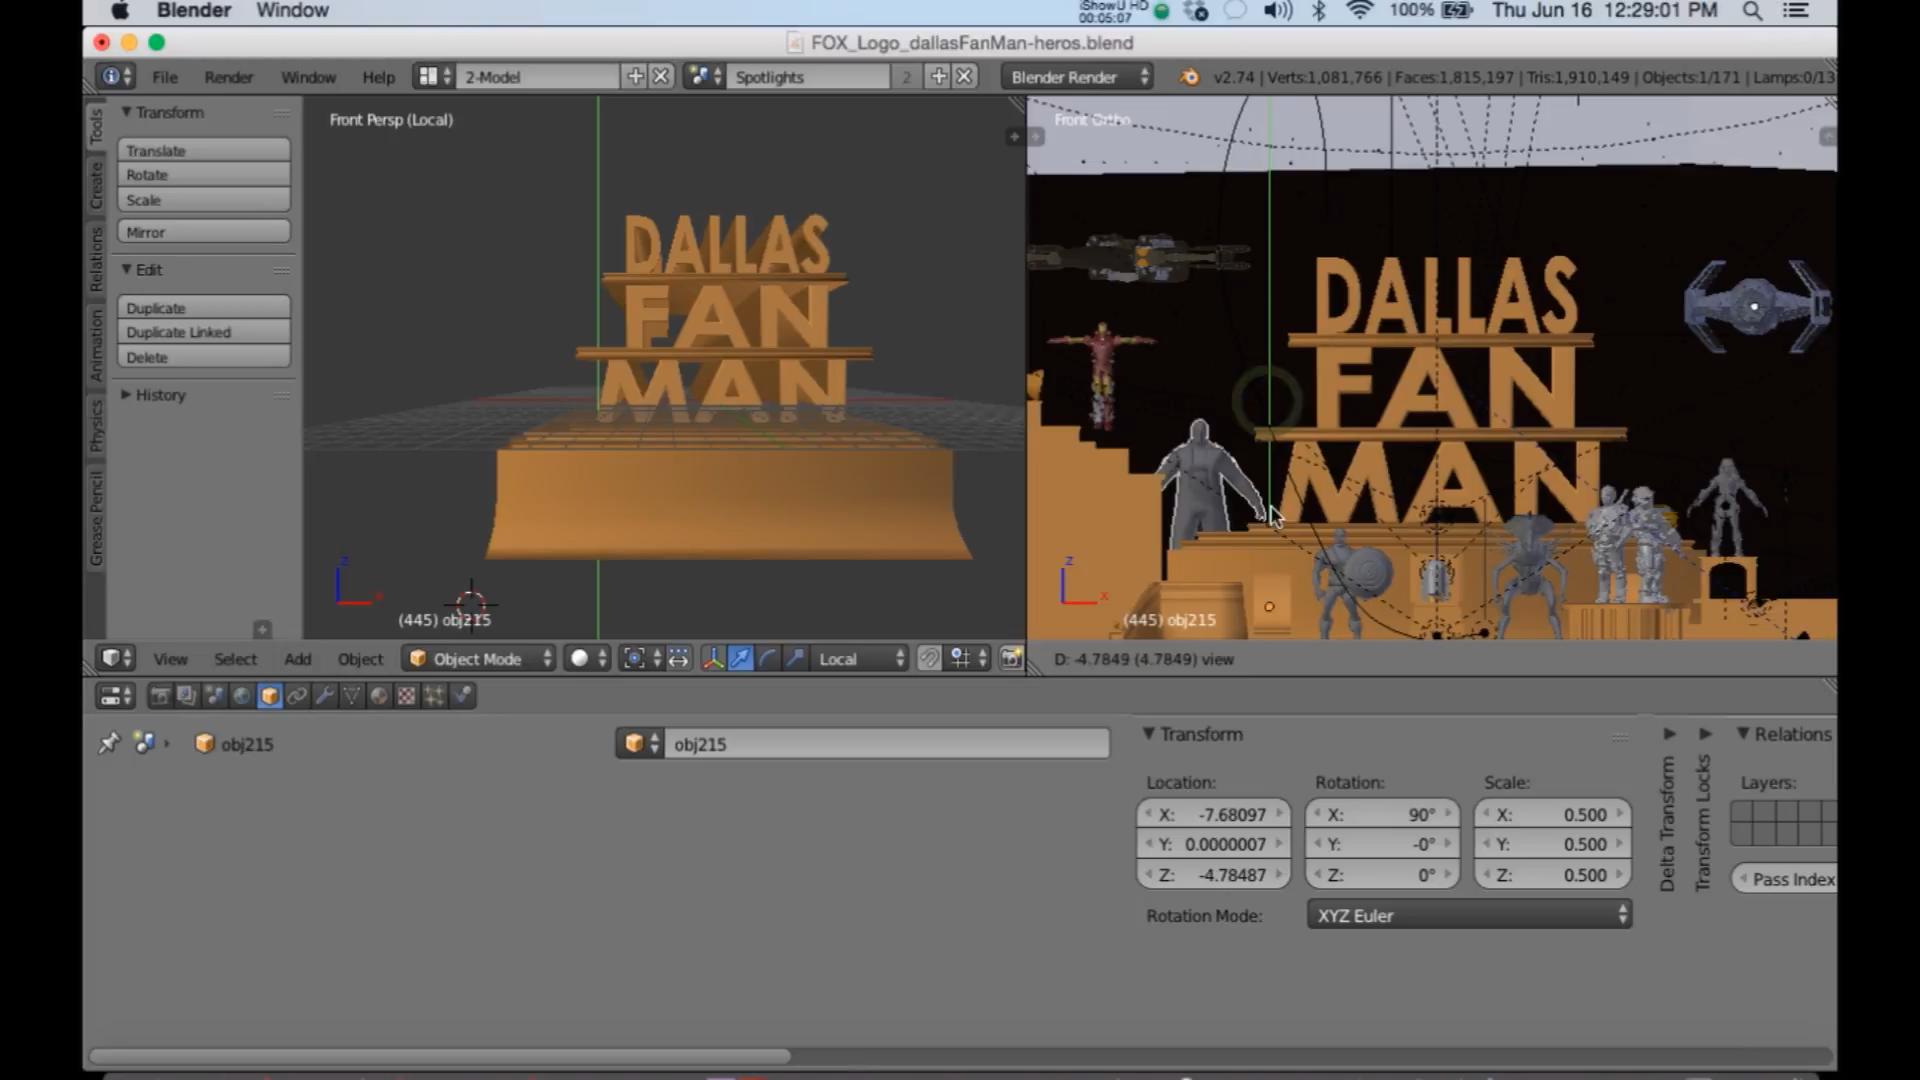 Blender Window iShowU HD 00:05:07 100% Thu Jun 16 12:29:01 PM
FOX_Logo_dallasFanMan-heros.blend
File Render Window Help 2-Model Spotlights 2 Blender Render v2.74 | Verts:1,081,766 | Faces:1,815,197 | Tris:1,910,149 | Objects:1/171 | Lamps:0/13
Tools
Create
Relations
Animation
Physics
Grease Pencil
Transform
Translate
Rotate
Scale
Mirror
Edit
Duplicate
Duplicate Linked
Delete
History
Front Persp (Local)
DALLAS
FAN
MAN
Z
(445) obj215
Front Ortho
DALLAS
FAN
MAN
Z
X
(445) obj215
View Select Add Object Object Mode Local
D: -4.7849 (4.7849) view
obj215
obj215
Transform
Location:
X: -7.68097
Y: 0.0000007
Z: -4.78487
Rotation:
X: 90°
Y: -0°
Z: 0°
Scale:
X: 0.500
Y: 0.500
Z: 0.500
Rotation Mode: XYZ Euler
Delta Transform
Transform Locks
Relations
Layers:
Pass Index